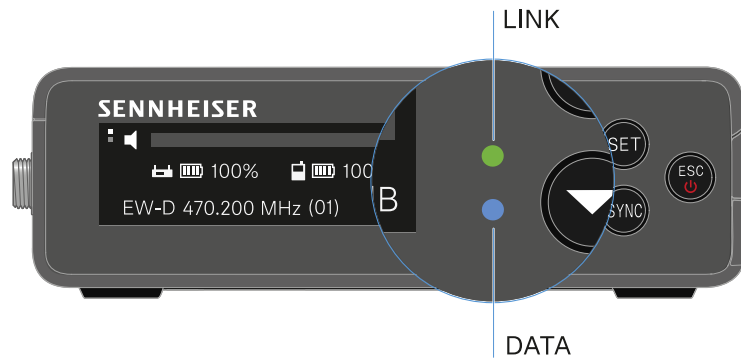 LINK
SENNHEISER
SET
ESC
100% 100
SYNC
EW-D 470.200 MHz (01)
B
DATA